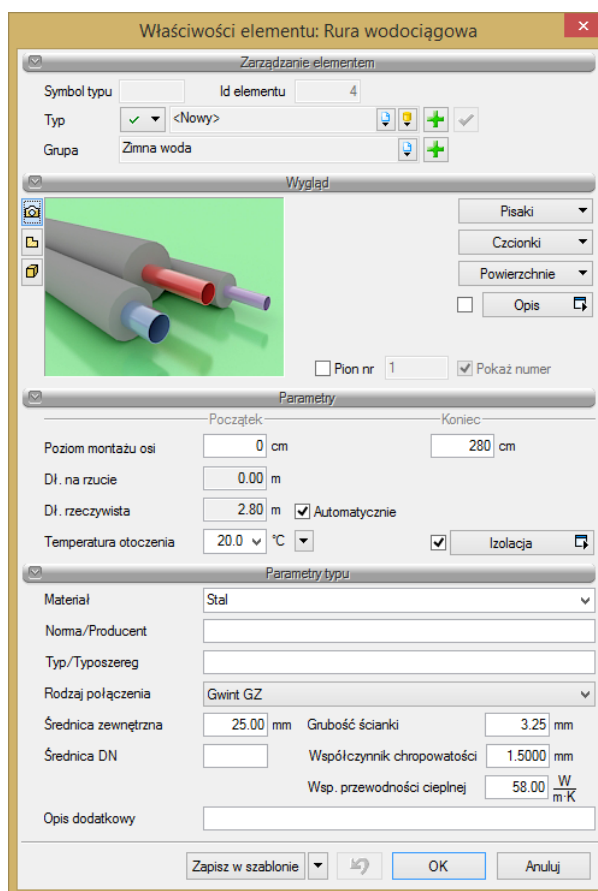 Właściwości elementu: Rura wodociągowa
Zarządzanie elementem
Symbol typu Id elementu 4
Typ <Nowy>
Grupa Zimna woda
Wygląd
Pisaki
Czcionki
Powierzchnie
Opis
Pion nr 1 Pokaż numer
Parametry
Początek Koniec
Poziom montażu osi 0 cm 280 cm
Dł. na rzucie 0.00 m
Dł. rzeczywista 2.80 m Automatycznie
Temperatura otoczenia 20.0 °C Izolacja
Parametry typu
Materiał Stal
Norma/Producent
Typ/Typoszereg
Rodzaj połączenia Gwint GZ
Średnica zewnętrzna 25.00 mm Grubość ścianki 3.25 mm
Średnica DN Współczynnik chropowatości 1.5000 mm
Wsp. przewodności cieplnej 58.00 W/m·K
Opis dodatkowy
Zapisz w szablonie OK Anuluj